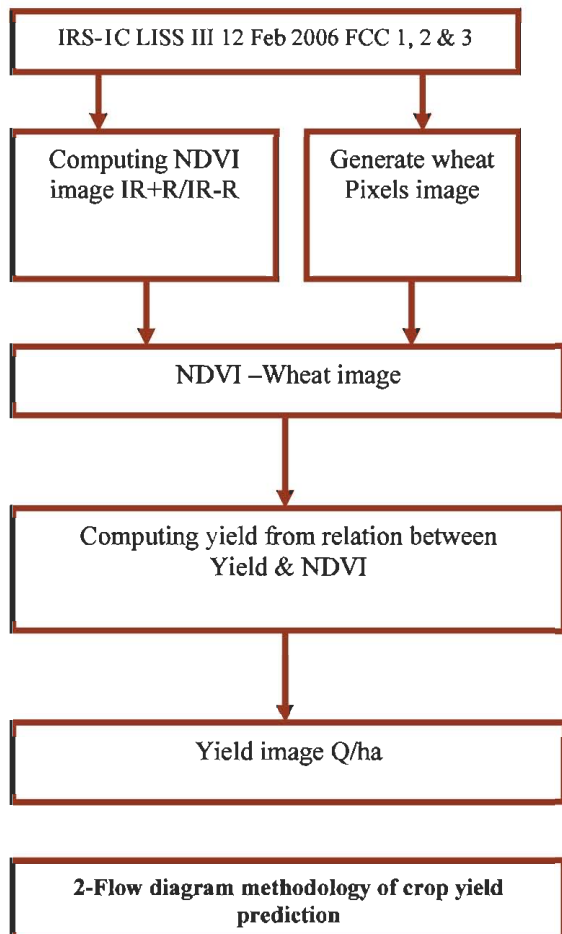 IRS-1C LISS III 12 Feb 2006 FCC 1, 2 & 3
Computing NDVI
image IR+R/IR-R
Generate wheat
Pixels image
NDVI –Wheat image
Computing yield from relation between
Yield & NDVI
Yield image Q/ha
2-Flow diagram methodology of crop yield
prediction